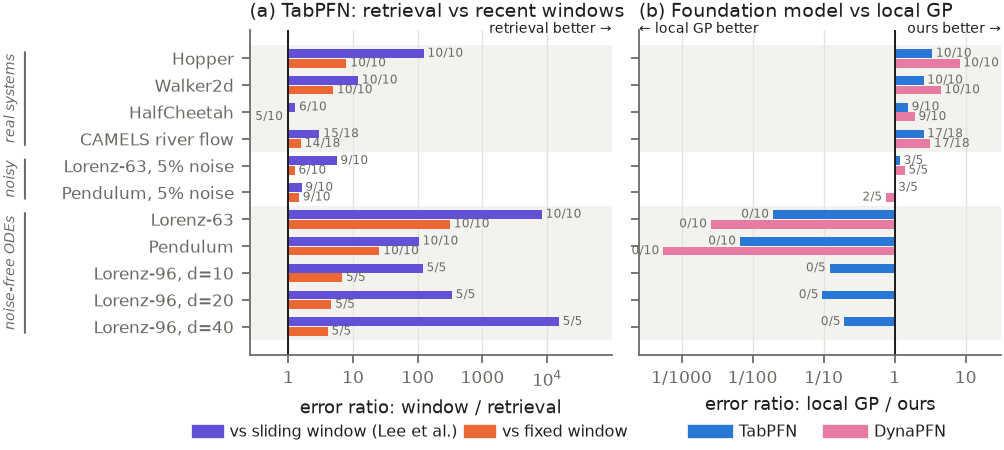 (a) TabPFN: retrieval vs recent windows
(b) Foundation model vs local GP
retrieval better →
← local GP better
ours better →
real systems
noisy
noise-free ODEs
Hopper
Walker2d
HalfCheetah
CAMELS river flow
Lorenz-63, 5% noise
Pendulum, 5% noise
Lorenz-63
Pendulum
Lorenz-96, d=10
Lorenz-96, d=20
Lorenz-96, d=40
10/10
10/10
10/10
10/10
6/10
5/10
15/18
14/18
9/10
6/10
9/10
9/10
10/10
10/10
10/10
10/10
5/5
5/5
5/5
5/5
5/5
5/5
1 10 100 1000 10⁴
error ratio: window / retrieval
vs sliding window (Lee et al.) vs fixed window
10/10
10/10
10/10
10/10
9/10
9/10
17/18
17/18
3/5
5/5
3/5
2/5
0/10
0/10
0/10
0/10
0/5
0/5
0/5
1/1000 1/100 1/10 1 10
error ratio: local GP / ours
TabPFN DynaPFN